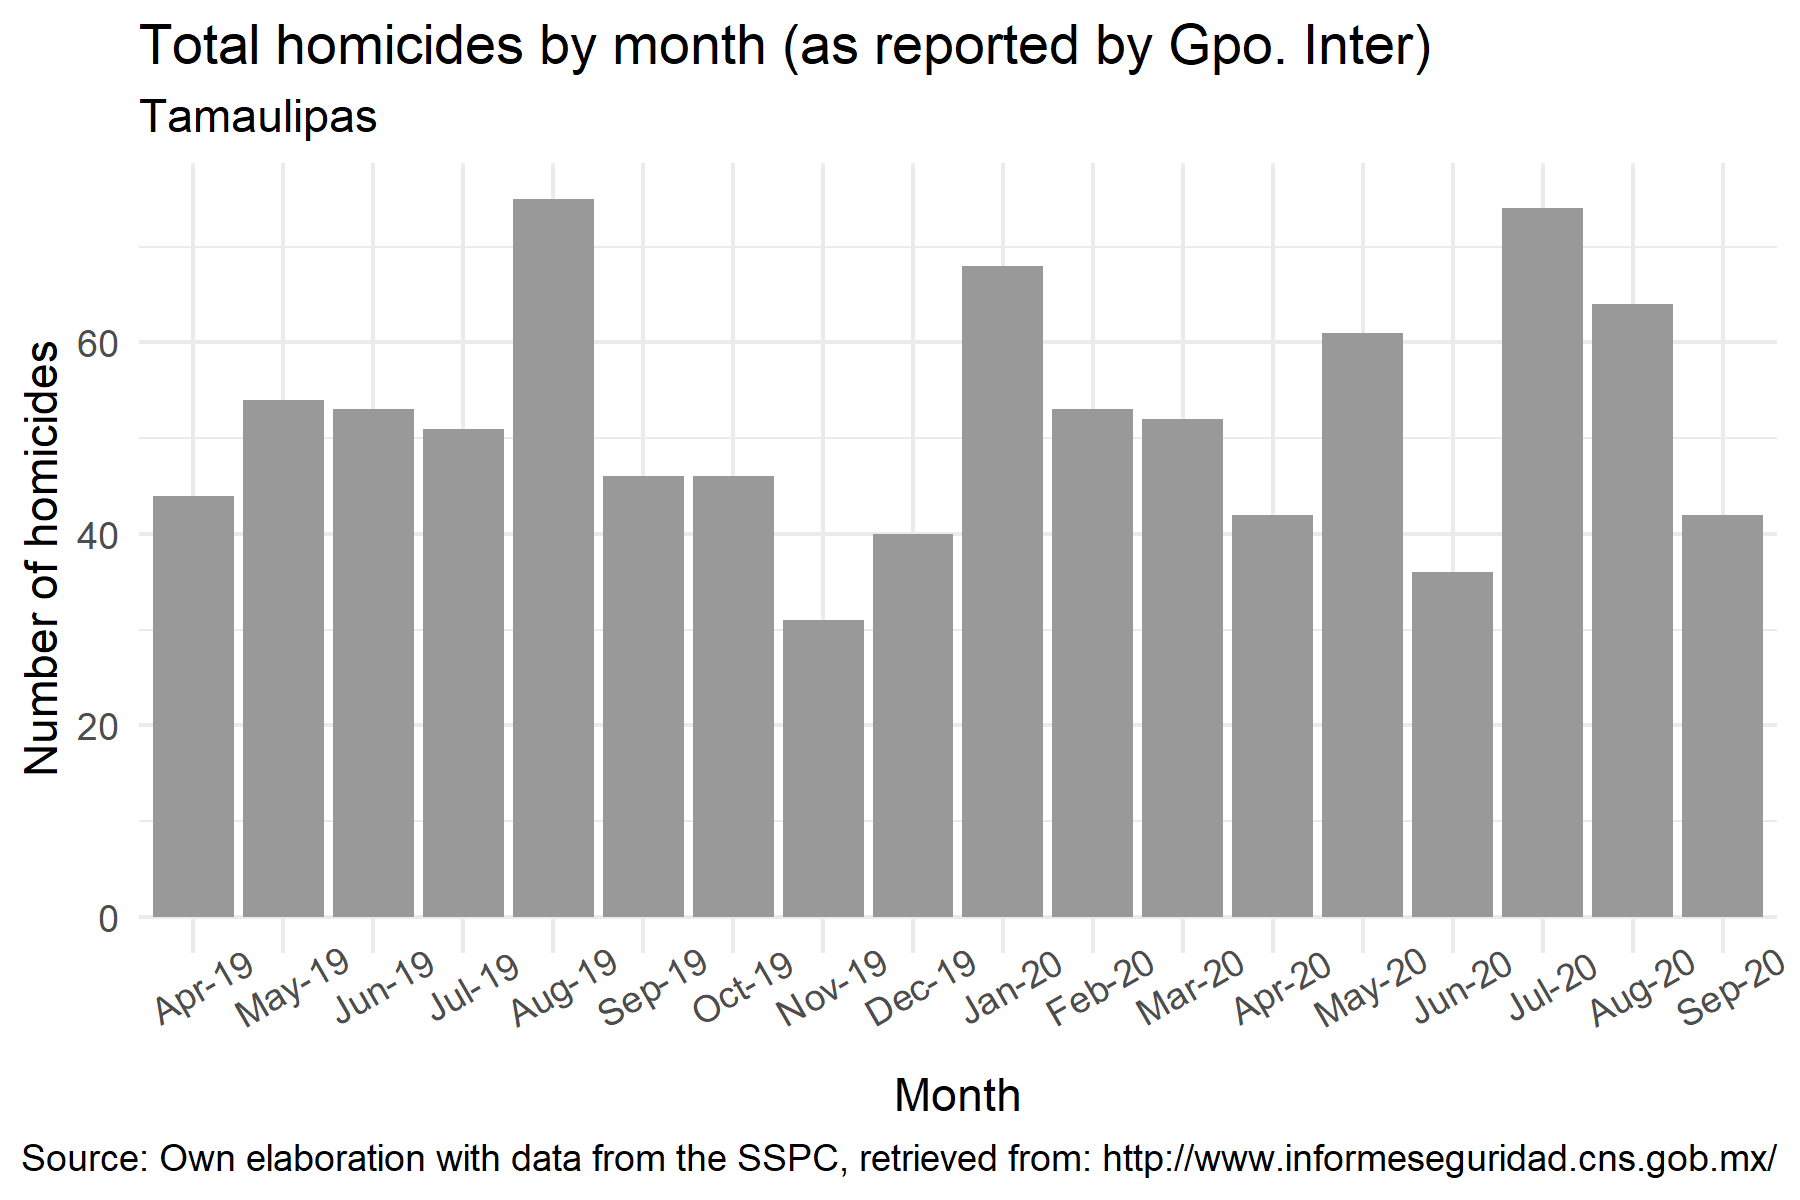 Total homicides by month (as reported by Gpo. Inter)
Tamaulipas
Number of homicides
60
40
20
0
Apr-19
May-19
Jun-19
Jul-19
Aug-19
Sep-19
Oct-19
Nov-19
Dec-19
Jan-20
Feb-20
Mar-20
Apr-20
May-20
Jun-20
Jul-20
Aug-20
Sep-20
Month
Source: Own elaboration with data from the SSPC, retrieved from: http://www.informeseguridad.cns.gob.mx/